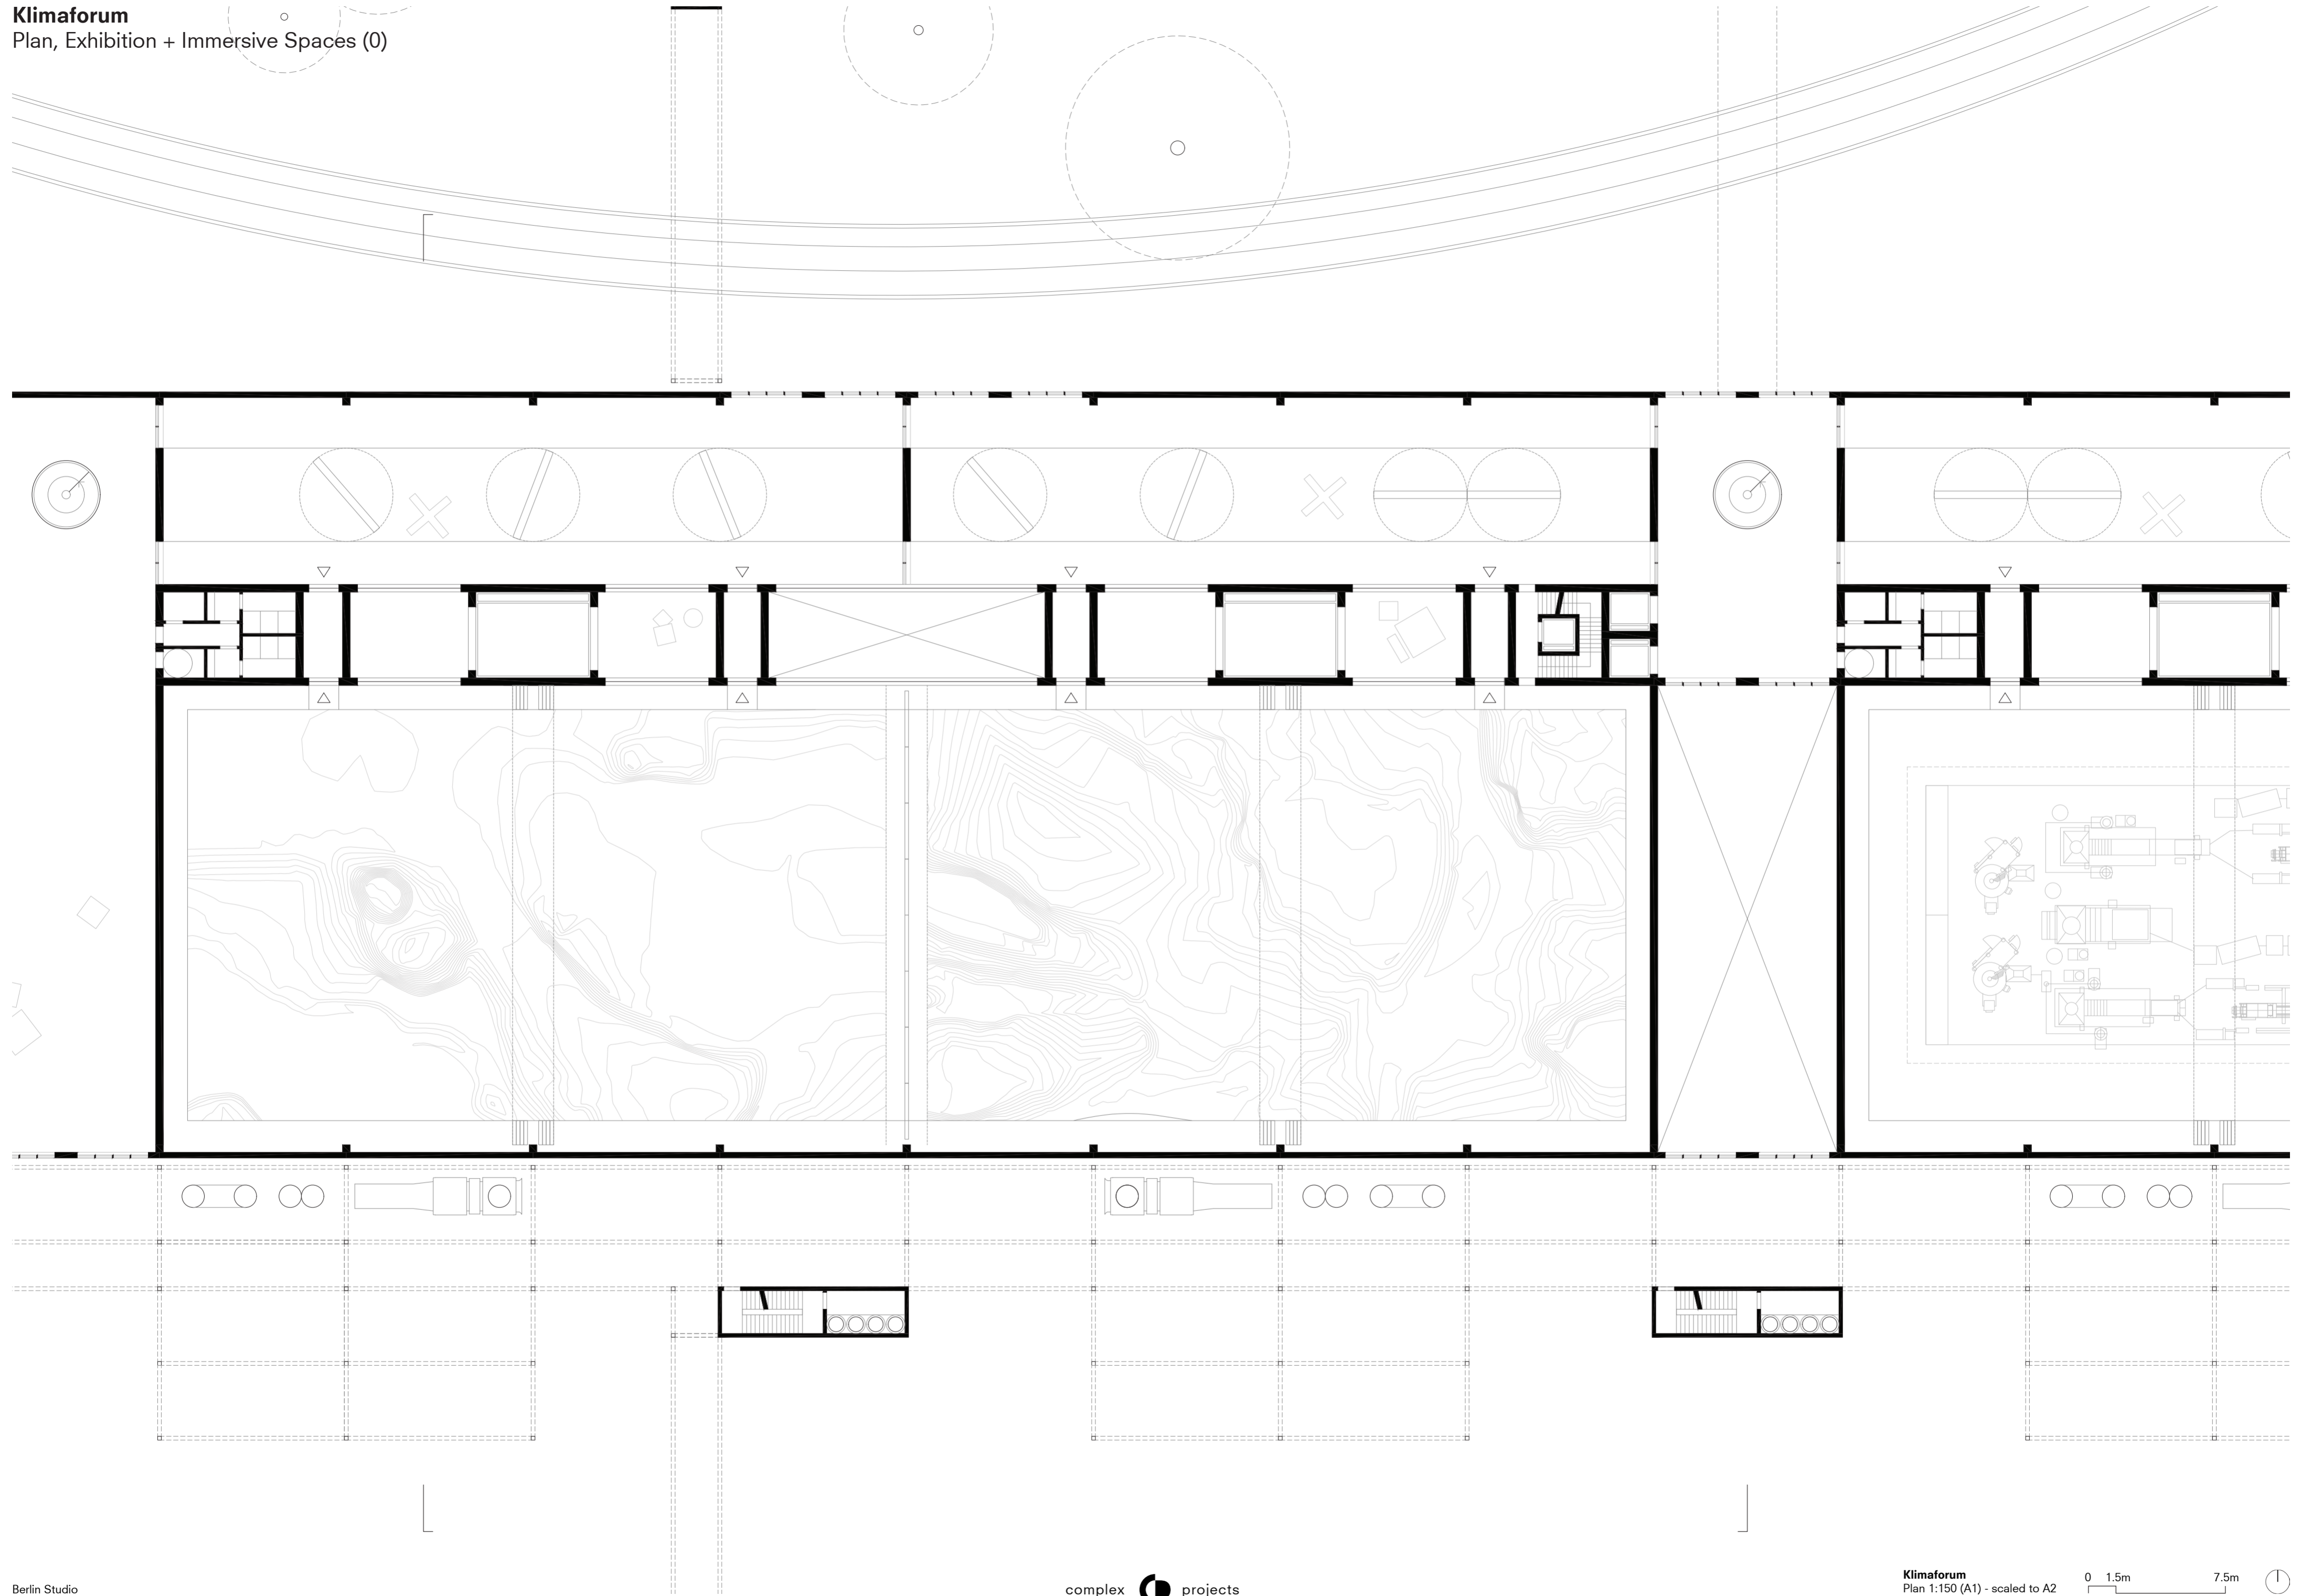 Klimaforum
Plan, Exhibition + Immersive Spaces (0)
Berlin Studio
complex projects
Klimaforum
Plan 1:150 (A1) - scaled to A2
0 1.5m 7.5m